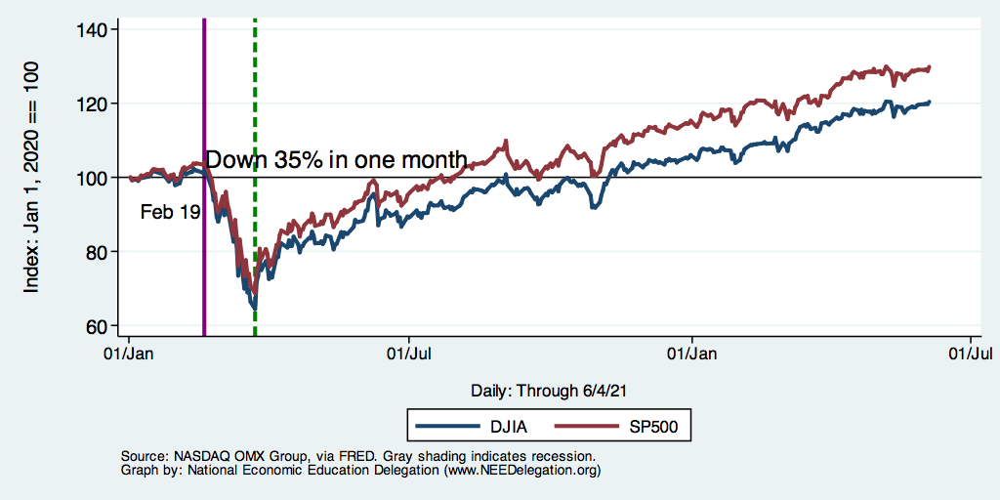 Index: Jan 1, 2020 == 100
140
120
100
80
60
Down 35% in one month
Feb 19
01/Jan
01/Jul
01/Jan
01/Jul
Daily: Through 6/4/21
DJIA
SP500
Source: NASDAQ OMX Group, via FRED. Gray shading indicates recession.
Graph by: National Economic Education Delegation (www.NEEDelegation.org)